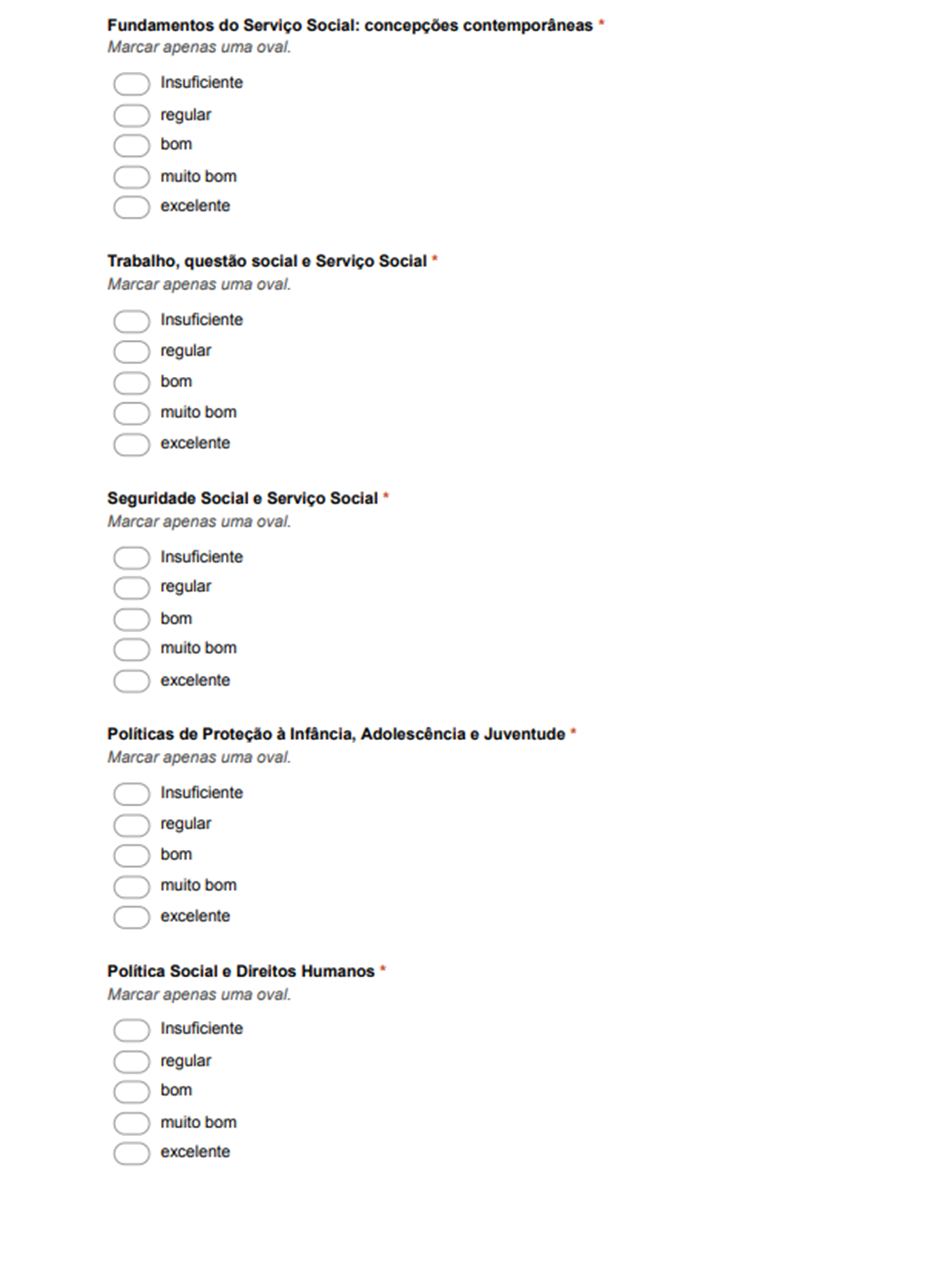 Fundamentos do Serviço Social: concepções contemporâneas *
Marcar apenas uma oval.
Insuficiente
regular
bom
muito bom
excelente
Trabalho, questão social e Serviço Social *
Marcar apenas uma oval.
Insuficiente
regular
bom
muito bom
excelente
Seguridade Social e Serviço Social *
Marcar apenas uma oval.
Insuficiente
regular
bom
muito bom
excelente
Políticas de Proteção à Infância, Adolescência e Juventude *
Marcar apenas uma oval.
Insuficiente
regular
bom
muito bom
excelente
Política Social e Direitos Humanos *
Marcar apenas uma oval.
Insuficiente
regular
bom
muito bom
excelente